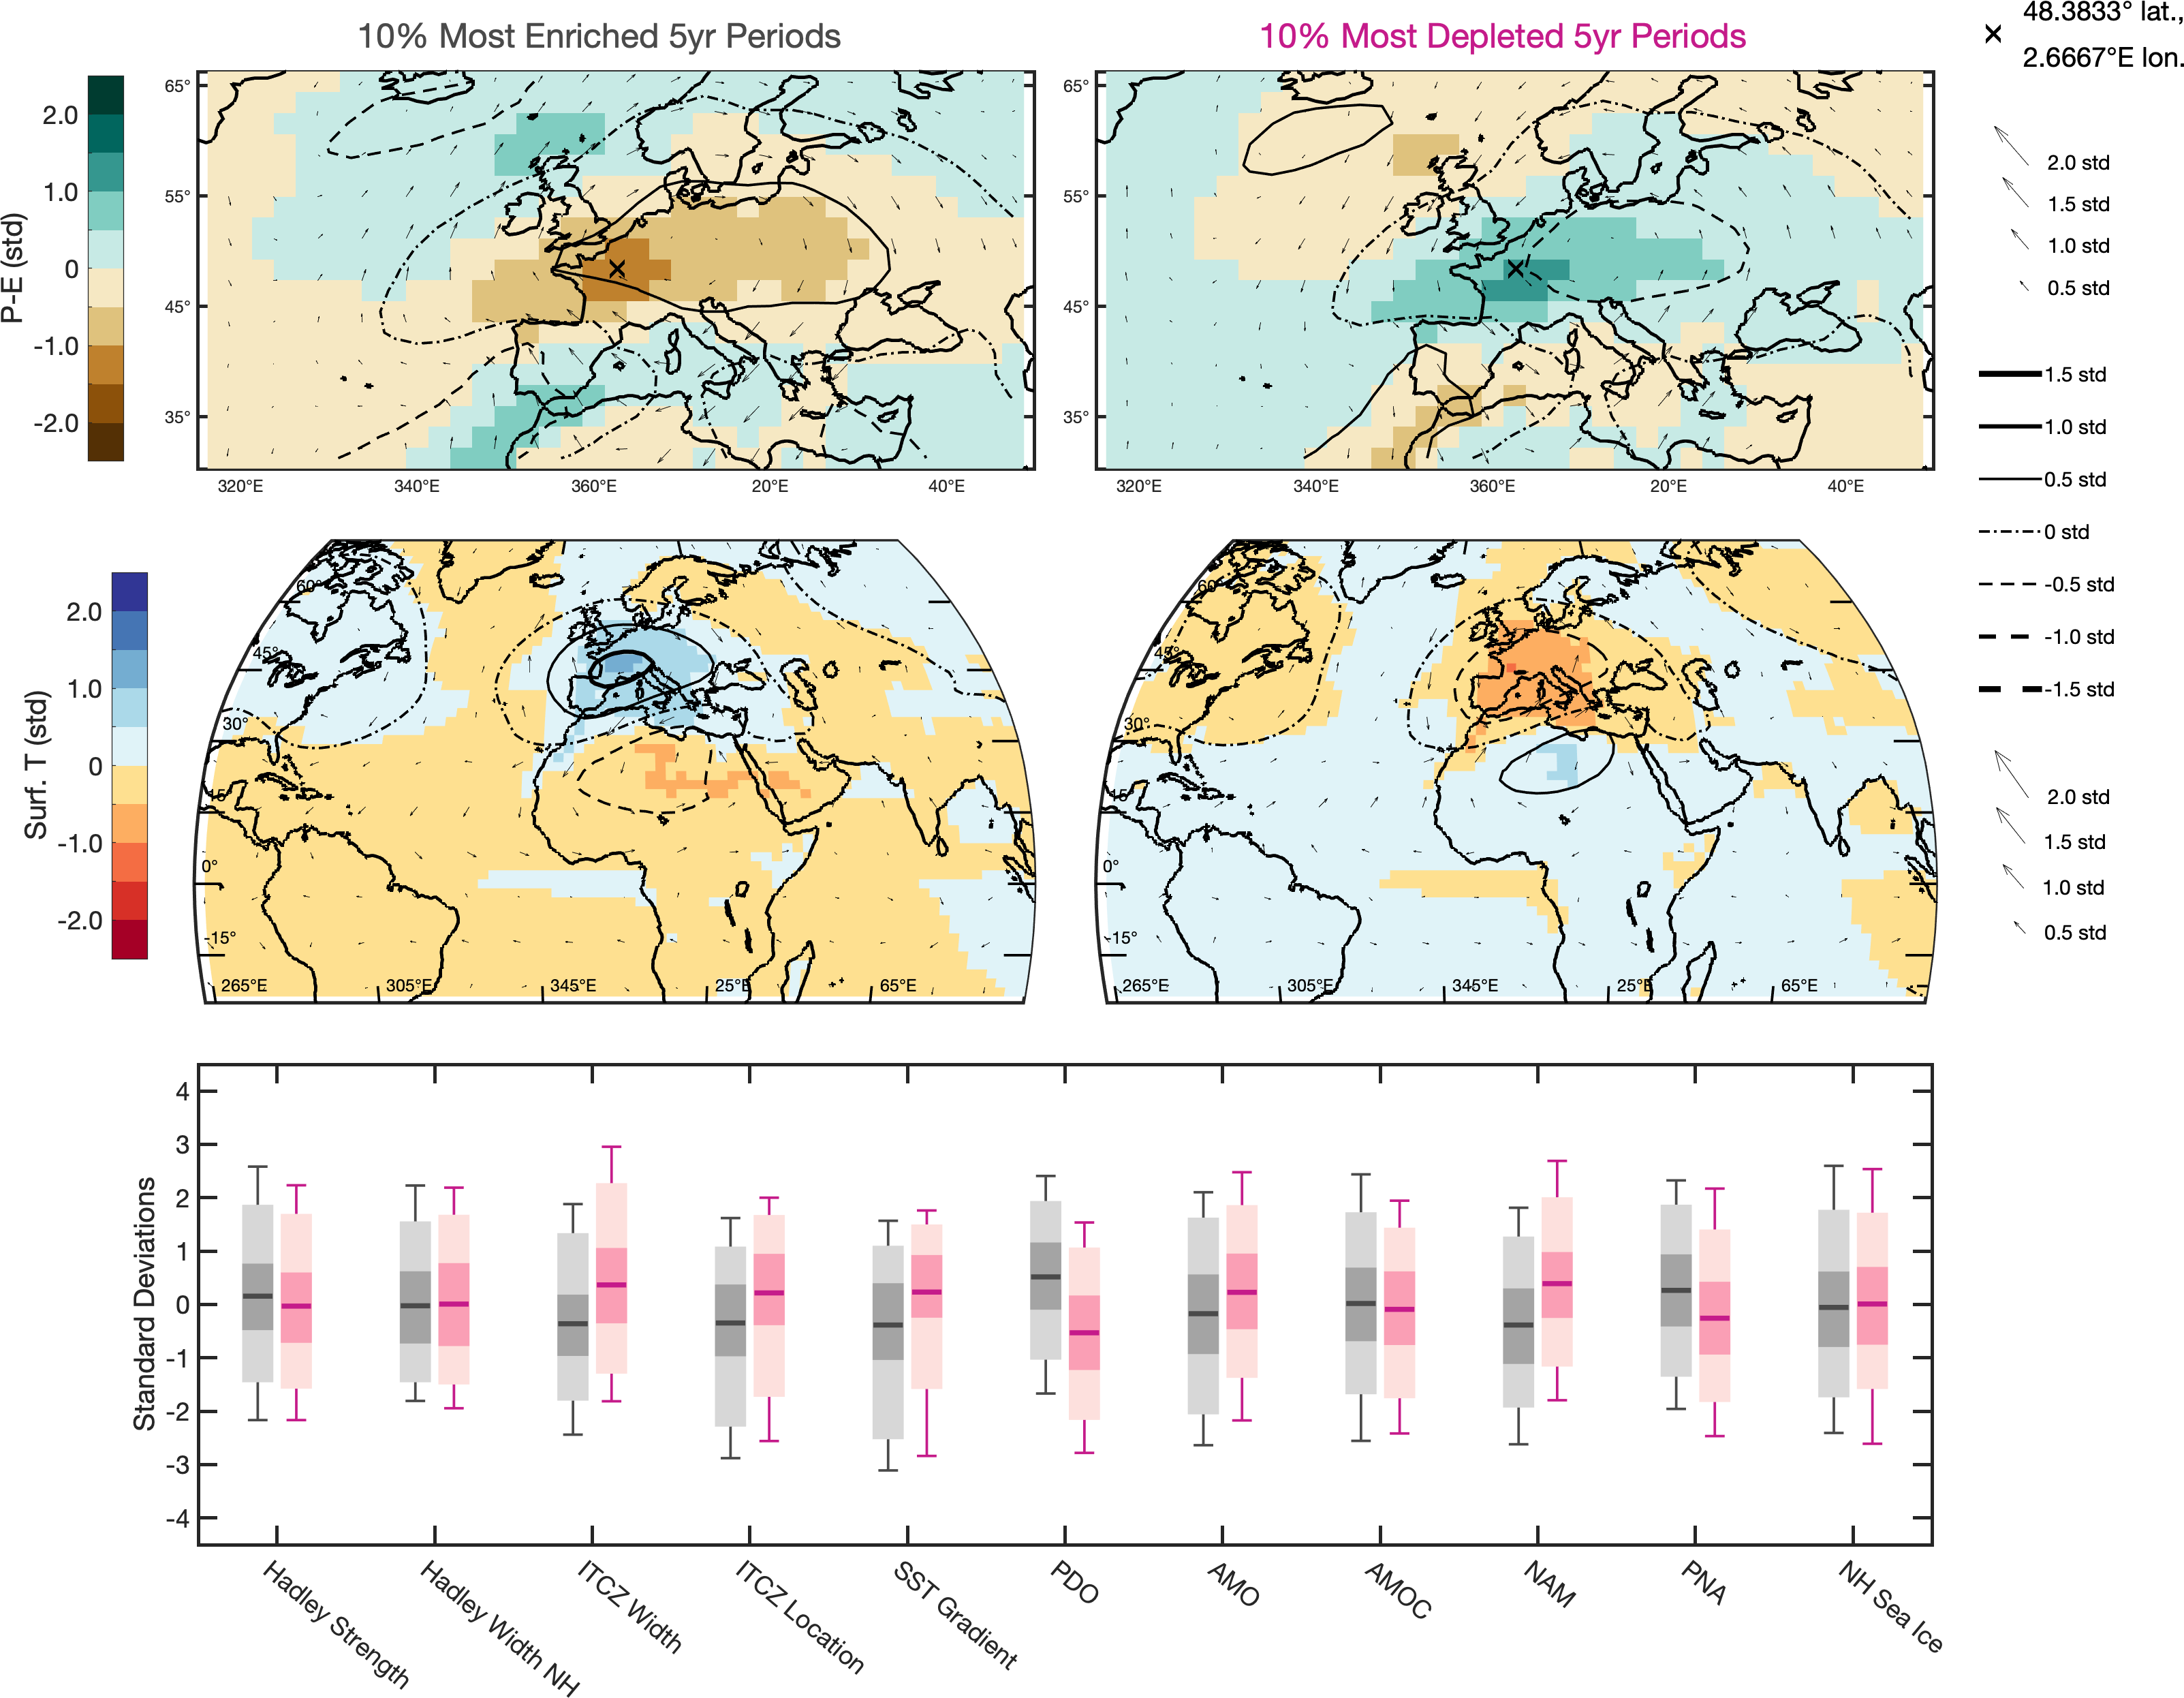 10% Most Enriched 5yr Periods
10% Most Depleted 5yr Periods
48.3833° lat.,
2.6667°E lon.
P-E (std)
2.0
1.0
0
-1.0
-2.0
65°
55°
45°
35°
320°E
340°E
360°E
20°E
40°E
65°
55°
45°
35°
320°E
340°E
360°E
20°E
40°E
2.0 std
1.5 std
1.0 std
0.5 std
1.5 std
1.0 std
0.5 std
0 std
-0.5 std
-1.0 std
-1.5 std
Surf. T (std)
2.0
1.0
0
-1.0
-2.0
60°
45°
30°
15°
0°
-15°
265°E
305°E
345°E
25°E
65°E
60°
45°
30°
15°
0°
-15°
265°E
305°E
345°E
25°E
65°E
2.0 std
1.5 std
1.0 std
0.5 std
Standard Deviations
4
3
2
1
0
-1
-2
-3
-4
Hadley Strength
Hadley Width NH
ITCZ Width
ITCZ Location
SST Gradient
PDO
AMO
AMOC
NAM
PNA
NH Sea Ice